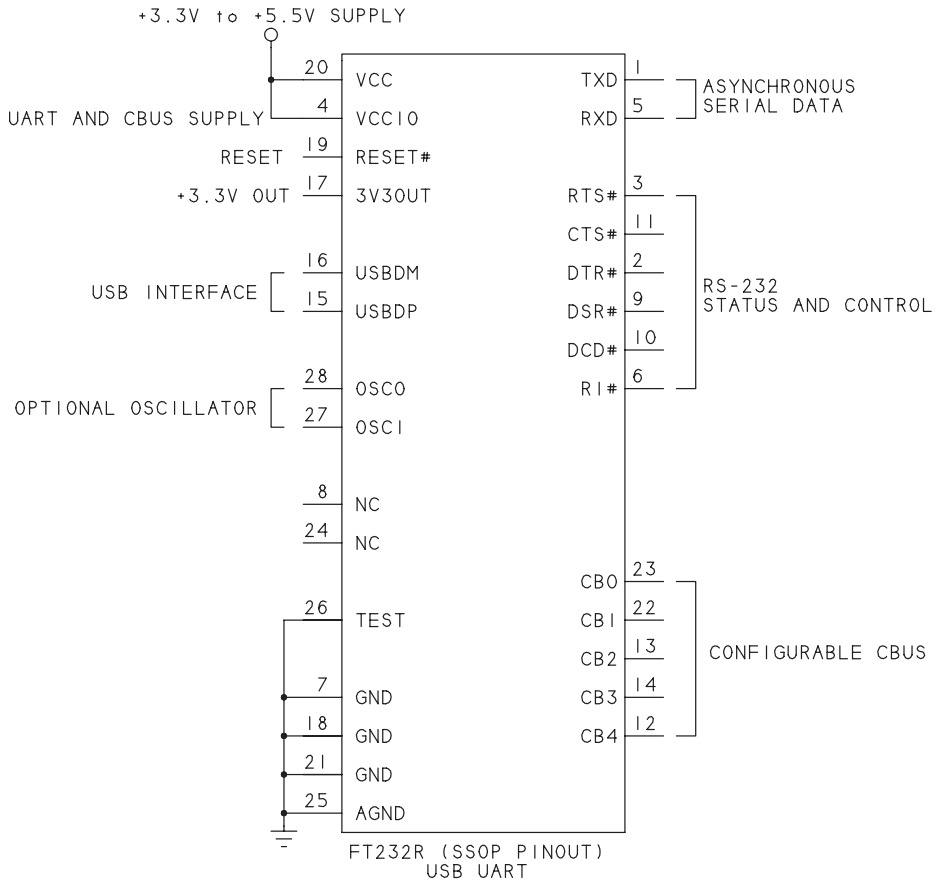 +3.3V to +5.5V SUPPLY
20 VCC TXD 1
4 VCCIO RXD 5
ASYNCHRONOUS
SERIAL DATA
UART AND CBUS SUPPLY
RESET 19 RESET#
+3.3V OUT 17 3V3OUT RTS# 3
CTS# 11
16 USBDM DTR# 2
USB INTERFACE
RS-232
STATUS AND CONTROL
15 USBDP DSR# 9
DCD# 10
28 OSCO RI# 6
OPTIONAL OSCILLATOR
27 OSCI
8 NC
24 NC
CB0 23
26 TEST CB1 22
CB2 13
CONFIGURABLE CBUS
7 GND CB3 14
18 GND CB4 12
21 GND
25 AGND
FT232R (SSOP PINOUT)
USB UART